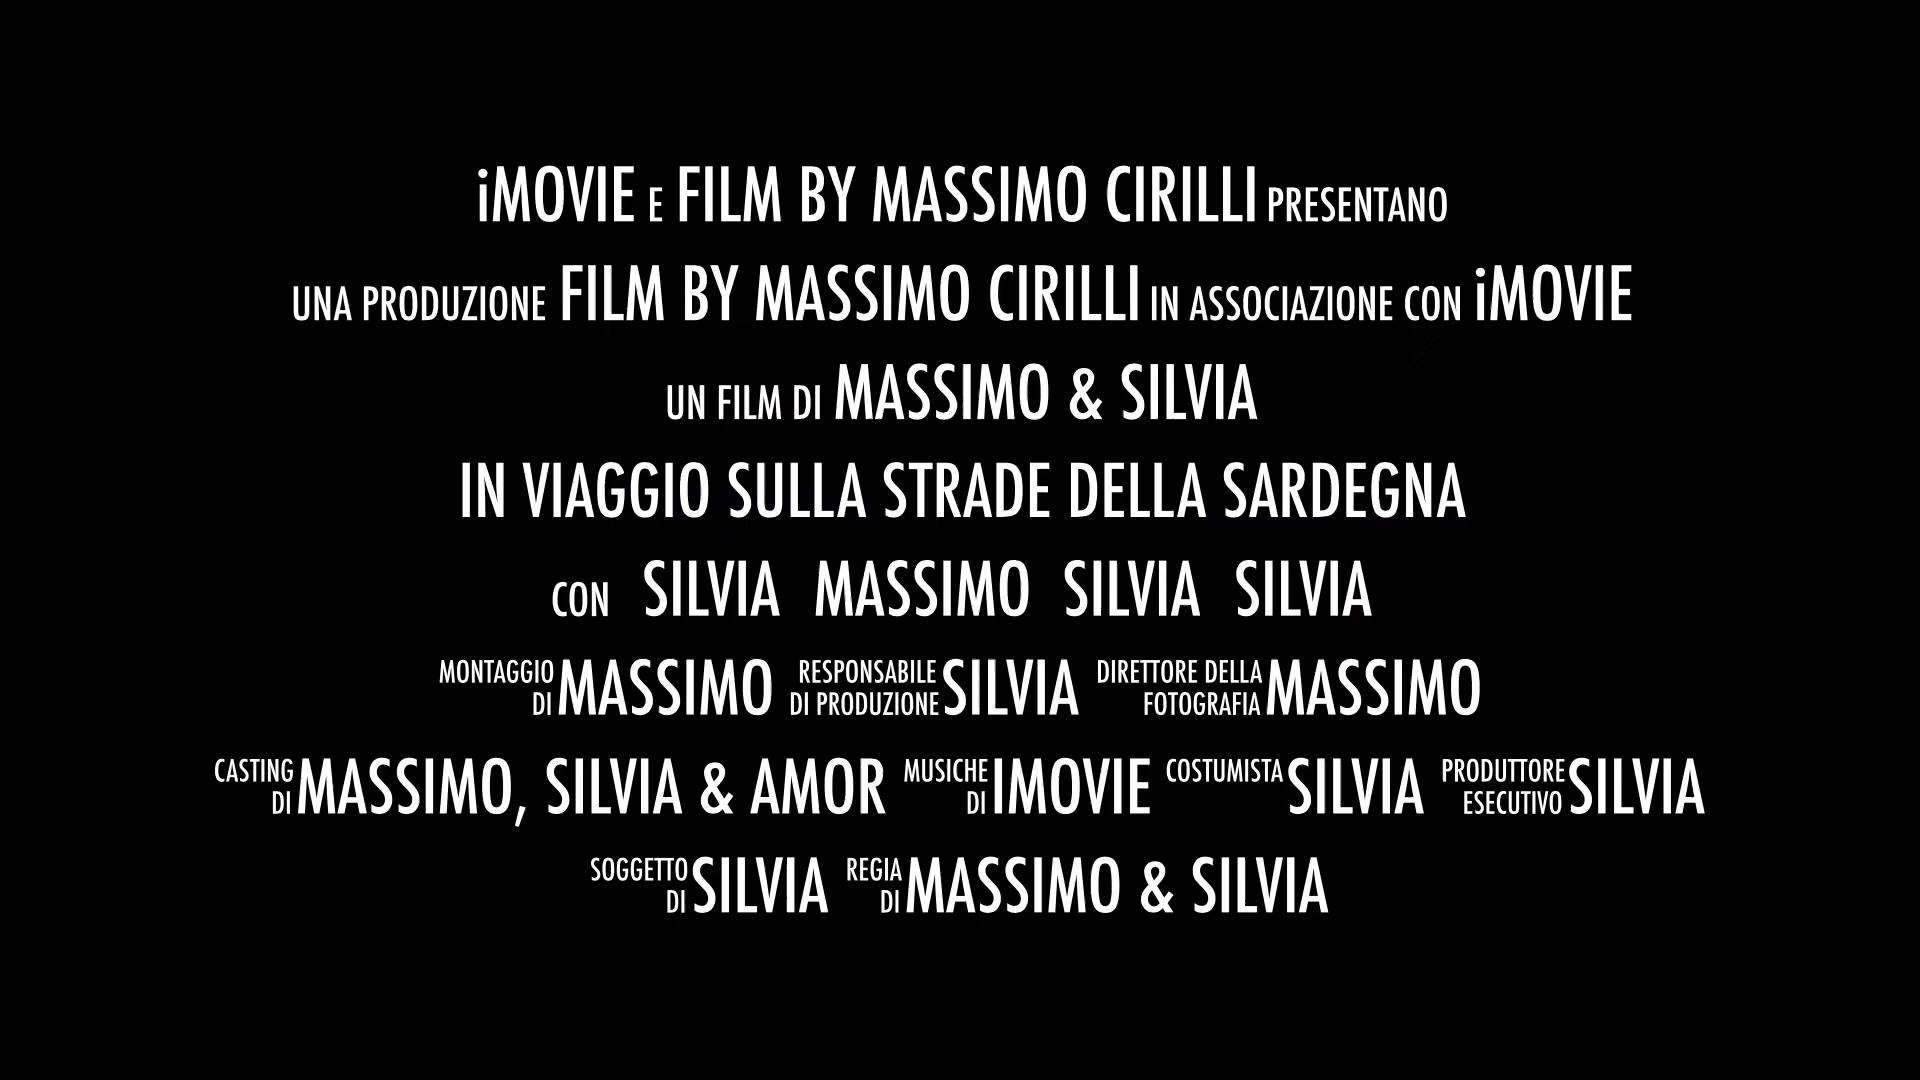 iMOVIE E FILM BY MASSIMO CIRILLI PRESENTANO
UNA PRODUZIONE FILM BY MASSIMO CIRILLI IN ASSOCIAZIONE CON iMOVIE
UN FILM DI MASSIMO & SILVIA
IN VIAGGIO SULLA STRADE DELLA SARDEGNA
CON SILVIA MASSIMO SILVIA SILVIA
MONTAGGIO DI MASSIMO RESPONSABILE DI PRODUZIONE SILVIA DIRETTORE DELLA FOTOGRAFIA MASSIMO
CASTING DI MASSIMO, SILVIA & AMOR MUSICHE DI IMOVIE COSTUMISTA SILVIA PRODUTTORE ESECUTIVO SILVIA
SOGGETTO DI SILVIA REGIA DI MASSIMO & SILVIA